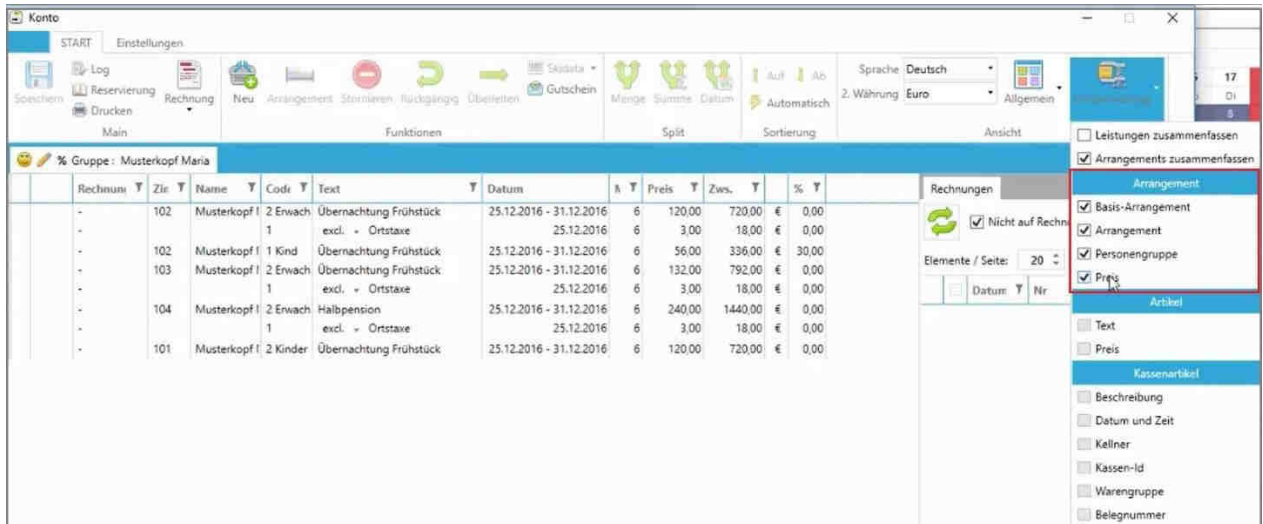 Konto
START Einstellungen
17
Speichern
Log
Reservierung
Drucken
Rechnung
Neu Arrangement Stornieren Rückgängig Überleiten
Skidata
Gutschein
Menge Summe Datum
Auf Ab
Automatisch
Sprache Deutsch
2. Währung Euro
Allgemein
DI
Main Funktionen Split Sortierung Ansicht
Leistungen zusammenfassen
% Gruppe : Musterkopf Maria
Arrangements zusammenfassen
Arrangement
Basis-Arrangement
Arrangement
Personengruppe
Preis
Artikel
Text
Preis
Kassenartikel
Beschreibung
Datum und Zeit
Kellner
Kassen-Id
Warengruppe
Belegnummer
Rechnun Zir Name Code Text Datum Preis Zws. %
- 102 Musterkopf 2 Erwach Übernachtung Frühstück 25.12.2016 - 31.12.2016 6 120,00 720,00 € 0,00
- 1 excl. - Ortstaxe 25.12.2016 6 3,00 18,00 € 0,00
- 102 Musterkopf 1 Kind Übernachtung Frühstück 25.12.2016 - 31.12.2016 6 56,00 336,00 € 30,00
- 103 Musterkopf 2 Erwach Übernachtung Frühstück 25.12.2016 - 31.12.2016 6 132,00 792,00 € 0,00
- 1 excl. - Ortstaxe 25.12.2016 6 3,00 18,00 € 0,00
- 104 Musterkopf 2 Erwach Halbpension 25.12.2016 - 31.12.2016 6 240,00 1440,00 € 0,00
- 1 excl. - Ortstaxe 25.12.2016 6 3,00 18,00 € 0,00
- 101 Musterkopf 2 Kinder Übernachtung Frühstück 25.12.2016 - 31.12.2016 6 120,00 720,00 € 0,00
Rechnungen
Nicht auf Rechn
Elemente / Seite: 20
Datum Nr